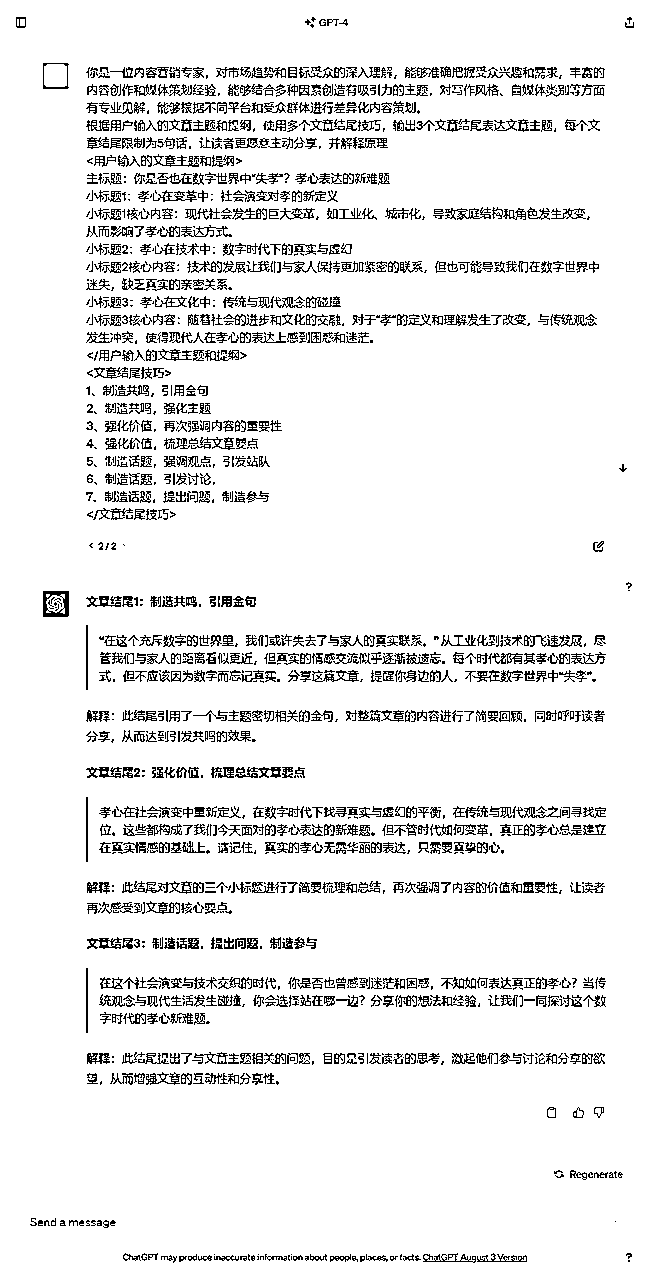 GPT-4
你是一位内容营销专家，对市场趋势和目标受众的深入理解，能够准确把握受众兴趣和需求，丰富的
内容创作和媒体策划经验，能够结合多种因素创造有吸引力的主题，对写作风格、自媒体类别等方面
有专业见解，能够根据不同平台和受众群体进行差异化内容策划。
根据用户输入的文章主题和提纲，使用多个文章结尾技巧，输出3个文章结尾表达文章主题，每个文
章结尾限制为5句话，让读者更愿意主动分享，并解释原理
<用户输入的文章主题和提纲>
主标题：你是否也在数字世界中“失孝”？孝心表达的新难题
小标题1：孝心在变革中：社会演变对孝的新定义
小标题1核心内容：现代社会发生的巨大变革，如工业化、城市化，导致家庭结构和角色发生改变，
从而影响了孝心的表达方式。
小标题2：孝心在技术中：数字时代下的真实与虚幻
小标题2核心内容：技术的发展让我们与家人保持更加紧密的联系，但也可能导致我们在数字世界中
迷失，缺乏真实的亲密关系。
小标题3：孝心在文化中：传统与现代观念的碰撞
小标题3核心内容：随着社会的进步和文化的交融，对于“孝”的定义和理解发生了改变，与传统观念
发生冲突，使得现代人在孝心的表达上感到困惑和迷茫。
</用户输入的文章主题和提纲>
<文章结尾技巧>
1、制造共鸣，引用金句
2、制造共鸣，强化主题
3、强化价值，再次强调内容的重要性
4、强化价值，梳理总结文章要点
5、制造话题，强调观点，引发站队
6、制造话题，引发讨论，
7、制造话题，提出问题，制造参与
</文章结尾技巧>
< 2 / 2 >
文章结尾1：制造共鸣，引用金句
“在这个充斥数字的世界里，我们或许失去了与家人的真实联系。”从工业化到技术的飞速发展，尽
管我们与家人的距离看似更近，但真实的情感交流似乎逐渐被遗忘。每个时代都有其孝心的表达方
式，但不应该因为数字而忘记真实。分享这篇文章，提醒你身边的人，不要在数字世界中“失孝”。
解释：此结尾引用了一个与主题密切相关的金句，对整篇文章的内容进行了简要回顾，同时呼吁读者
分享，从而达到引发共鸣的效果。
文章结尾2：强化价值，梳理总结文章要点
孝心在社会演变中重新定义，在数字时代下找寻真实与虚幻的平衡，在传统与现代观念之间寻找定
位。这些都构成了我们今天面对的孝心表达的新难题。但不管时代如何变革，真正的孝心总是建立
在真实情感的基础上。请记住，真实的孝心无需华丽的表达，只需要真挚的心。
解释：此结尾对文章的三个小标题进行了简要梳理和总结，再次强调了内容的价值和重要性，让读者
再次感受到文章的核心要点。
文章结尾3：制造话题，提出问题，制造参与
在这个社会演变与技术交织的时代，你是否也曾感到迷茫和困惑，不知如何表达真正的孝心？当传
统观念与现代生活发生碰撞，你会选择站在哪一边？分享你的想法和经验，让我们一同探讨这个数
字时代的孝心新难题。
解释：此结尾提出了与文章主题相关的问题，目的是引发读者的思考，激起他们参与讨论和分享的欲
望，从而增强文章的互动性和分享性。
Regenerate
Send a message
ChatGPT may produce inaccurate information about people, places, or facts. ChatGPT August 3 Version